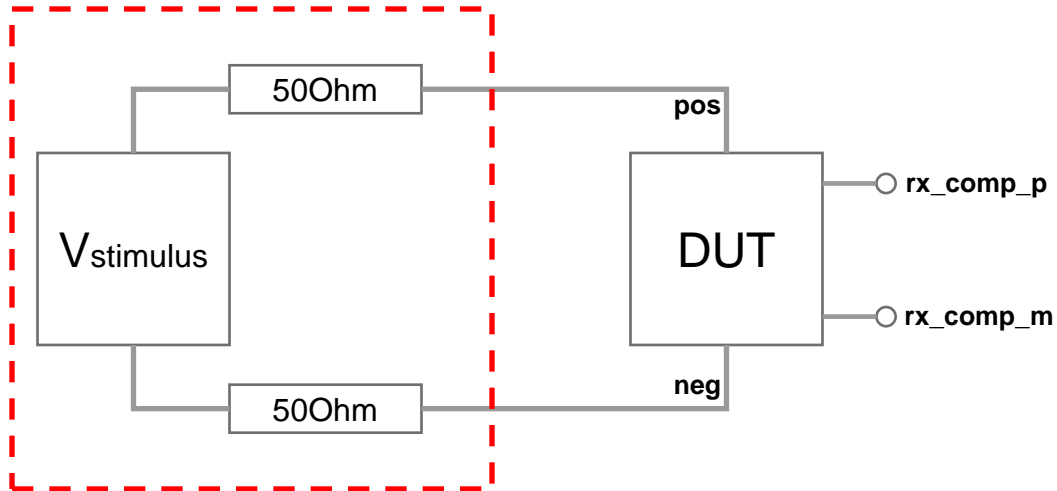 50Ohm
pos
rx_comp_p
Vstimulus
DUT
rx_comp_m
neg
50Ohm